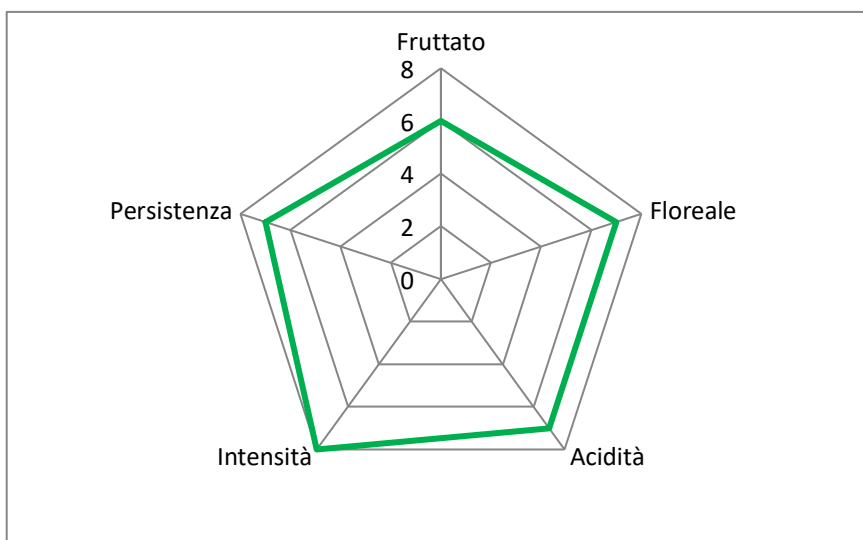 Fruttato
8
6
4
2
0
Persistenza
Floreale
Intensità
Acidità